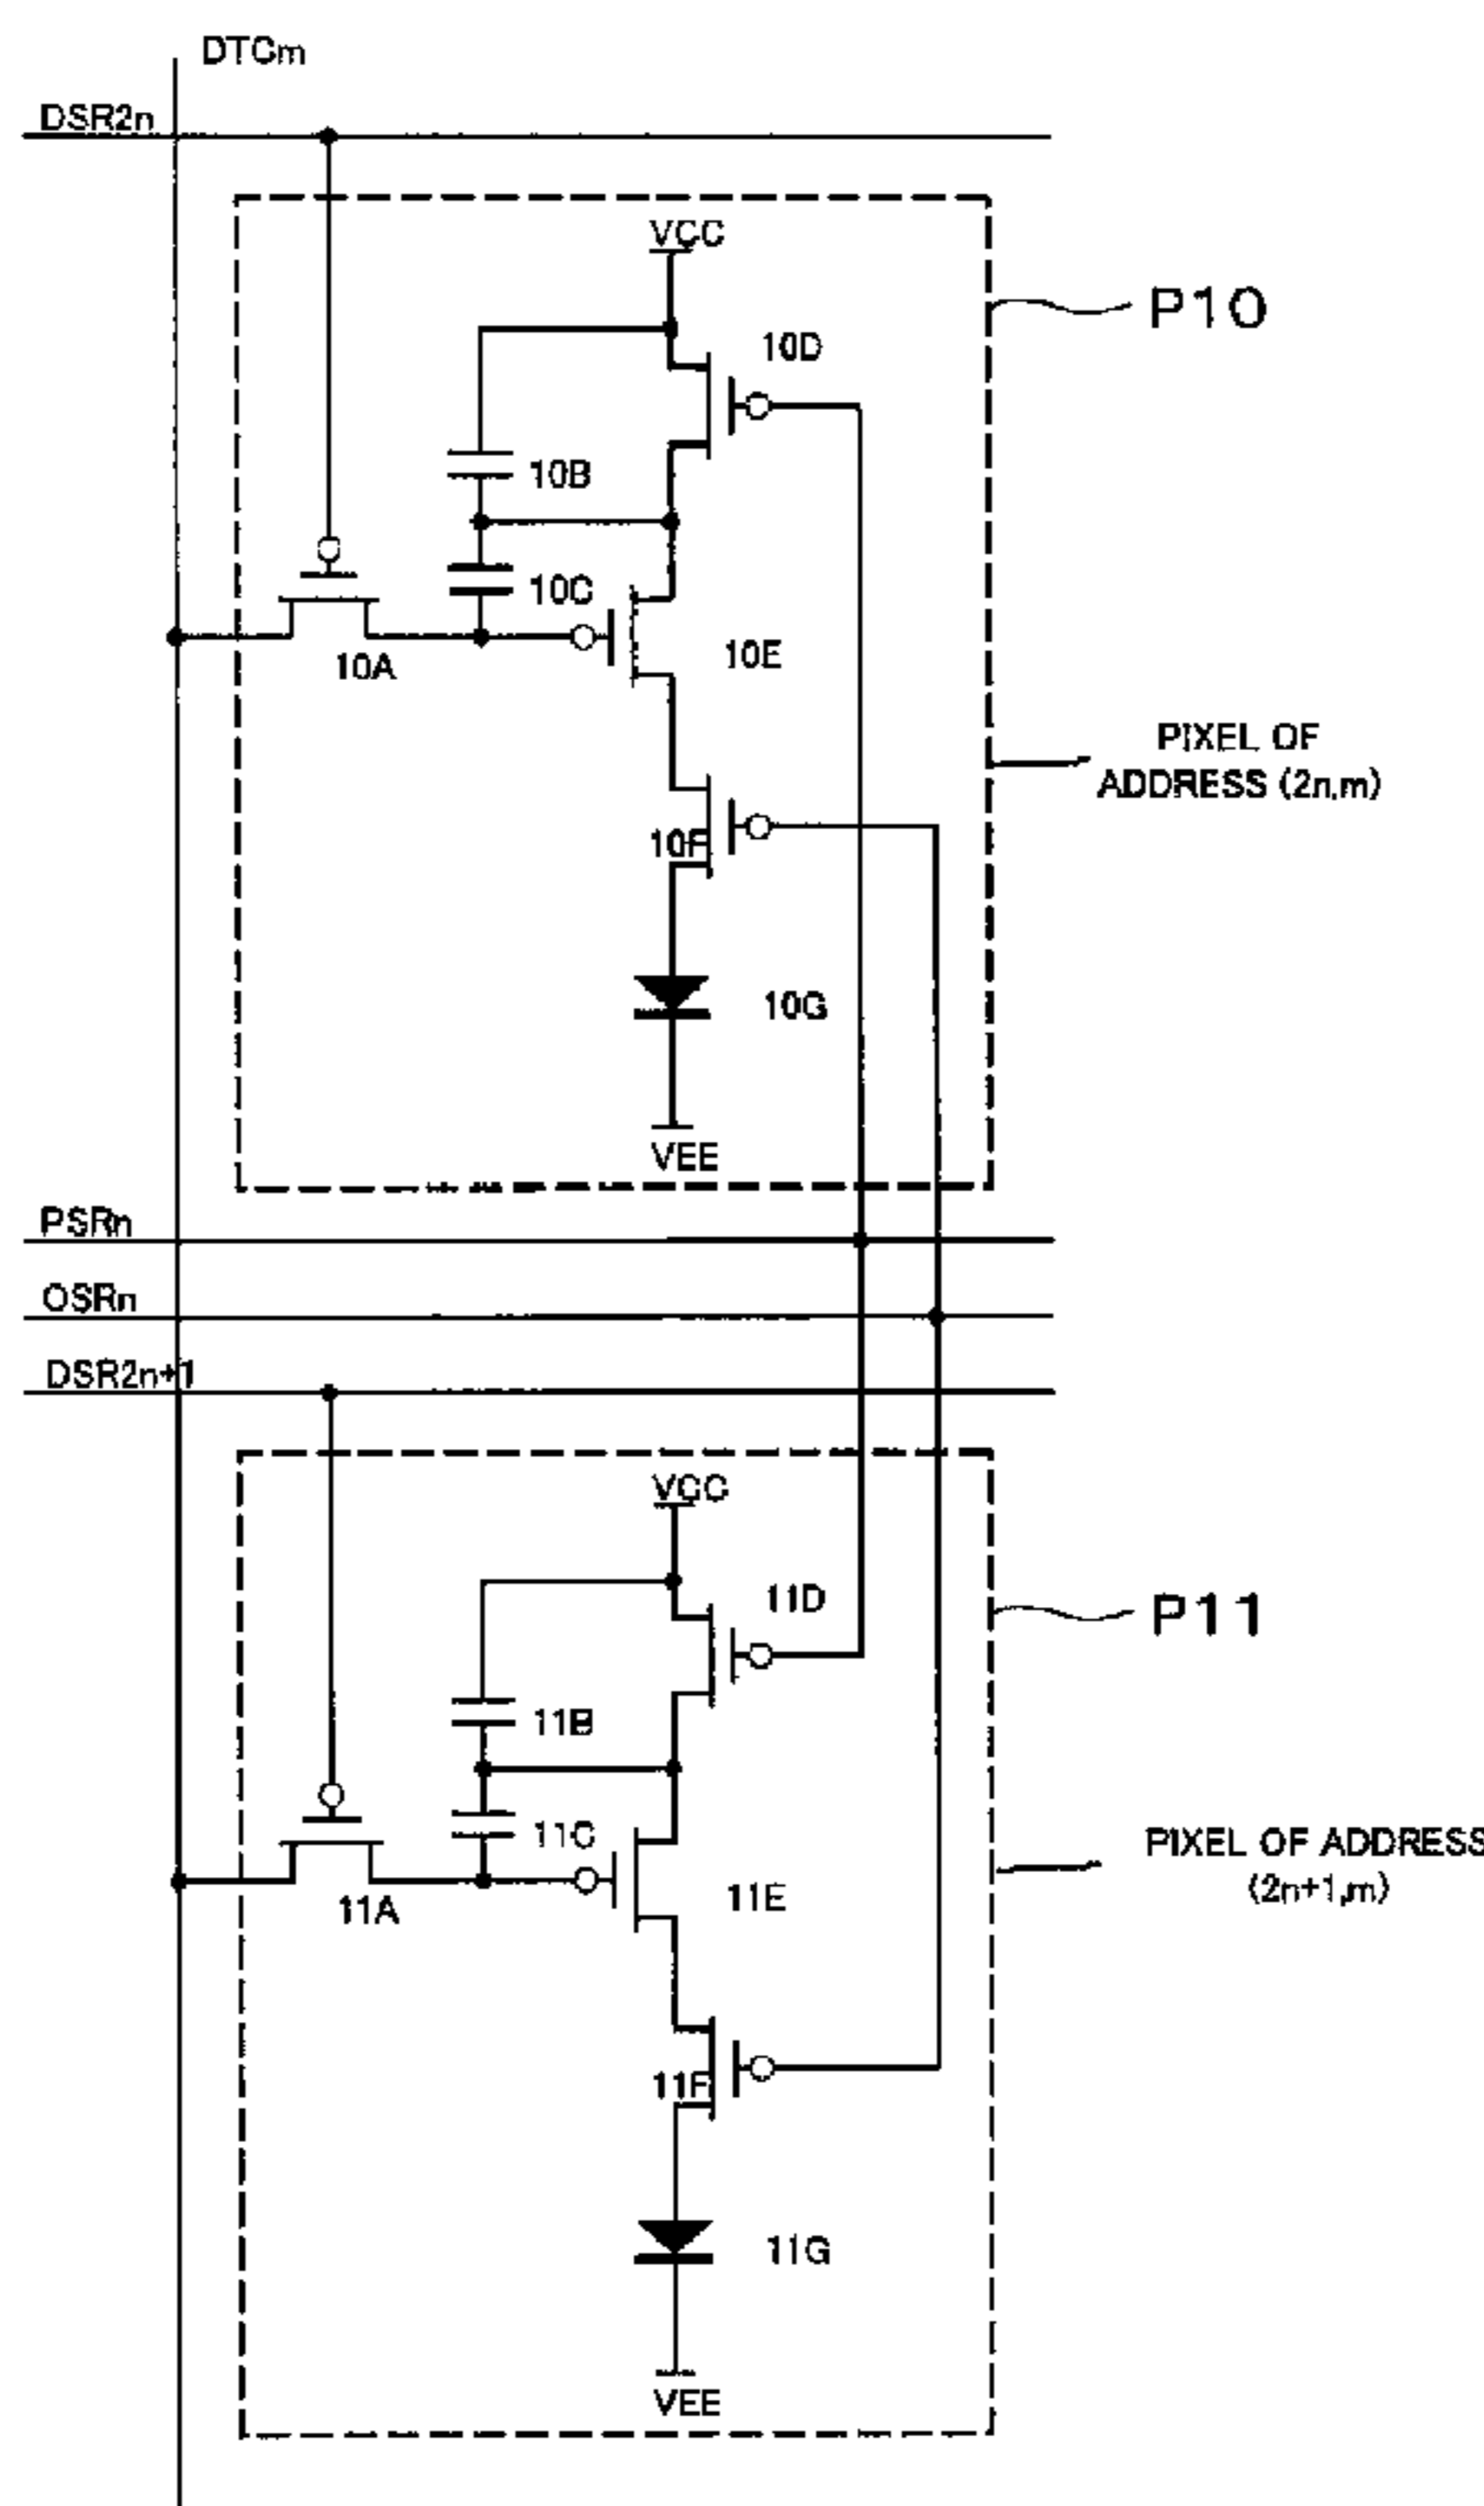 DTCm
DSR2n
VCC
P10
10D
10B
10C
10E
10A
PIXEL OF
ADDRESS (2n,m)
10F
10G
VEE
PSRn
OSRn
DSR2n+1
VCC
11D
P11
11B
11C
PIXEL OF ADDRESS
(2n+1,m)
11E
11A
11F
11G
VEE